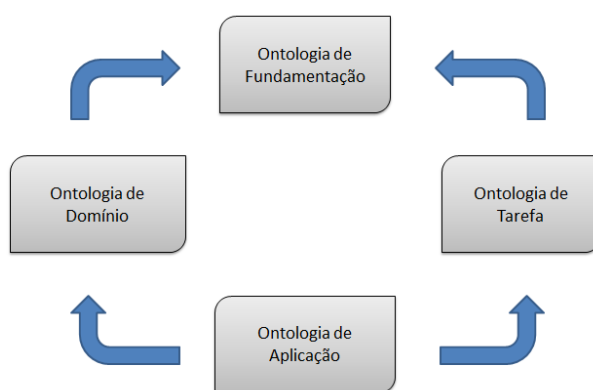 Ontologia de
Fundamentação
Ontologia de
Domínio
Ontologia de
Tarefa
Ontologia de
Aplicação